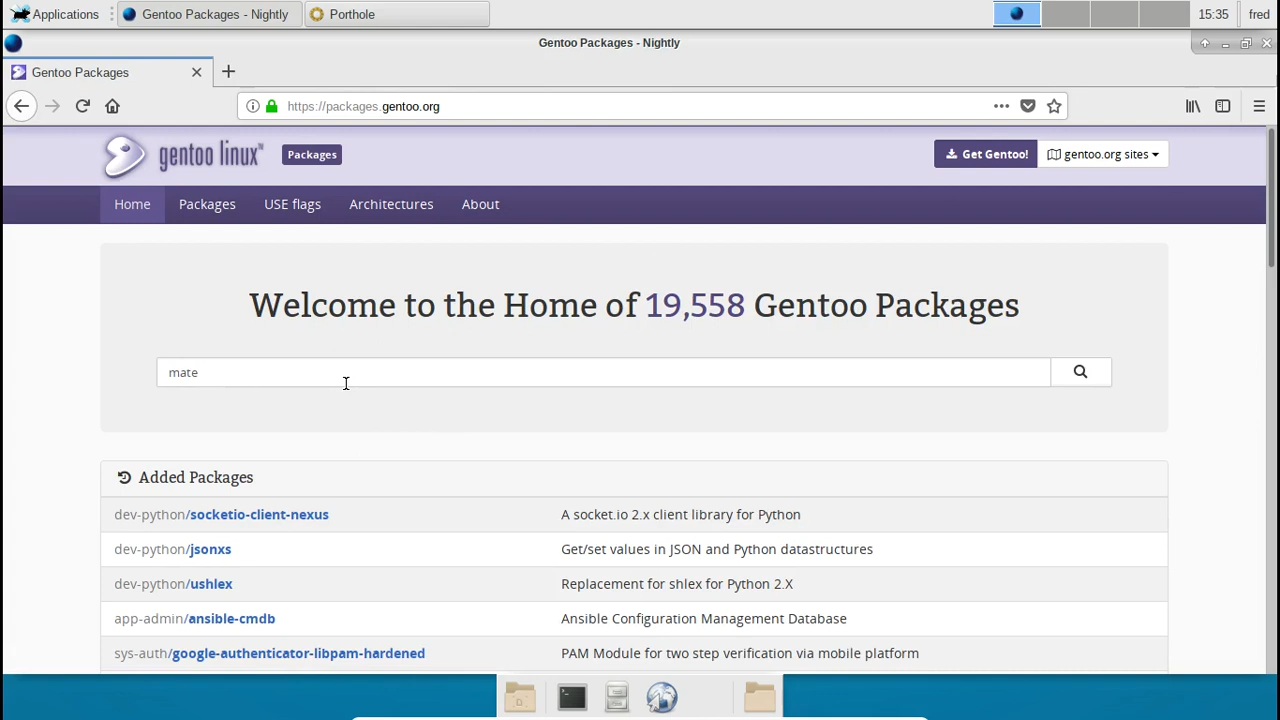 Applications Gentoo Packages - Nightly Porthole 15:35 fred
Gentoo Packages - Nightly
Gentoo Packages
https://packages.gentoo.org
gentoo linux Packages Get Gentoo! gentoo.org sites
Home Packages USE flags Architectures About
Welcome to the Home of 19,558 Gentoo Packages
mate
Added Packages
dev-python/socketio-client-nexus A socket.io 2.x client library for Python
dev-python/jsonxs Get/set values in JSON and Python datastructures
dev-python/ushlex Replacement for shlex for Python 2.X
app-admin/ansible-cmdb Ansible Configuration Management Database
sys-auth/google-authenticator-libpam-hardened PAM Module for two step verification via mobile platform